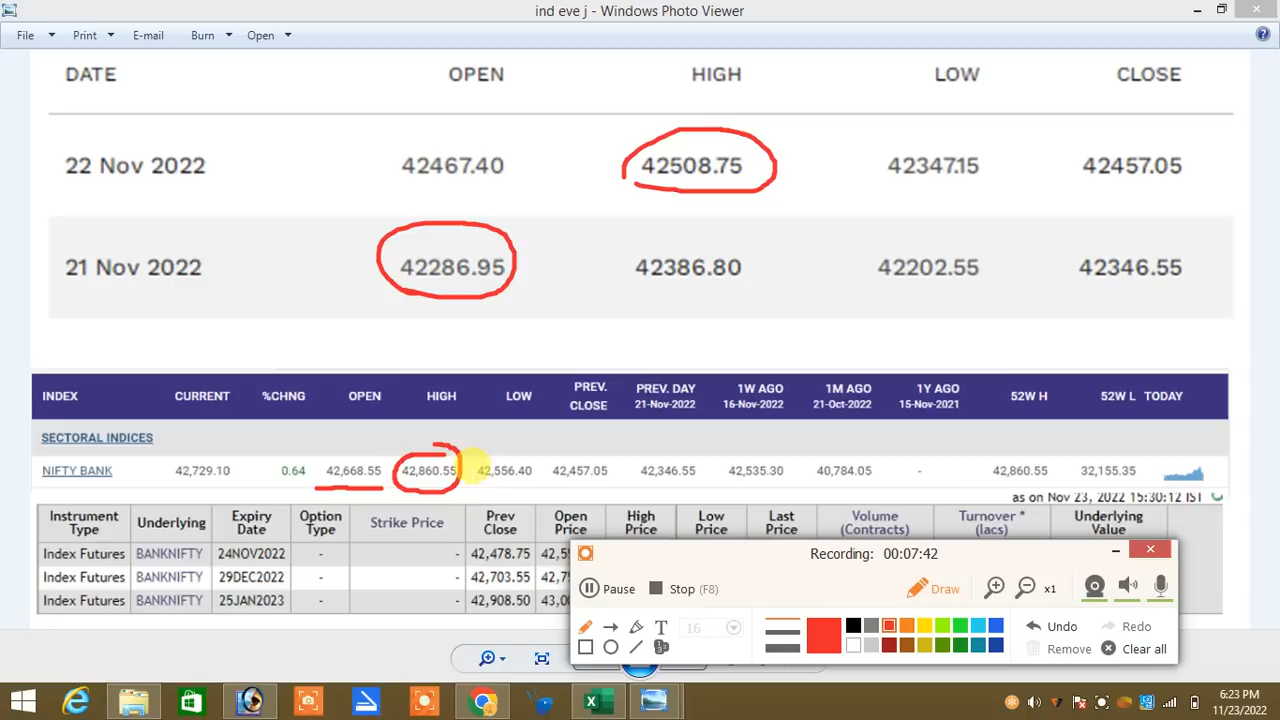 ind eve j - Windows Photo Viewer
File Print E-mail Burn Open
DATE OPEN HIGH LOW CLOSE
22 Nov 2022 42467.40 42508.75 42347.15 42457.05
21 Nov 2022 42286.95 42386.80 42202.55 42346.55
INDEX CURRENT %CHNG OPEN HIGH LOW PREV. CLOSE PREV. DAY 21-Nov-2022 1W AGO 16-Nov-2022 1M AGO 21-Oct-2022 1Y AGO 15-Nov-2021 52W H 52W L TODAY
SECTORAL INDICES
NIFTY BANK 42,729.10 0.64 42,668.55 42,860.55 42,556.40 42,457.05 42,346.55 42,535.30 40,784.05 - 42,860.55 32,155.35
as on Nov 23, 2022 15:30:12 IST
Instrument Type Underlying Expiry Date Option Type Strike Price Prev Close Open Price High Price Low Price Last Price Volume (Contracts) Turnover * (lacs) Underlying Value
Index Futures BANKNIFTY 24NOV2022 - - 42,478.75
Index Futures BANKNIFTY 29DEC2022 - - 42,703.55
Index Futures BANKNIFTY 25JAN2023 - - 42,908.50
Recording: 00:07:42
Pause Stop (F8) Draw x1
T 16 Undo Redo
Remove Clear all
6:23 PM
11/23/2022